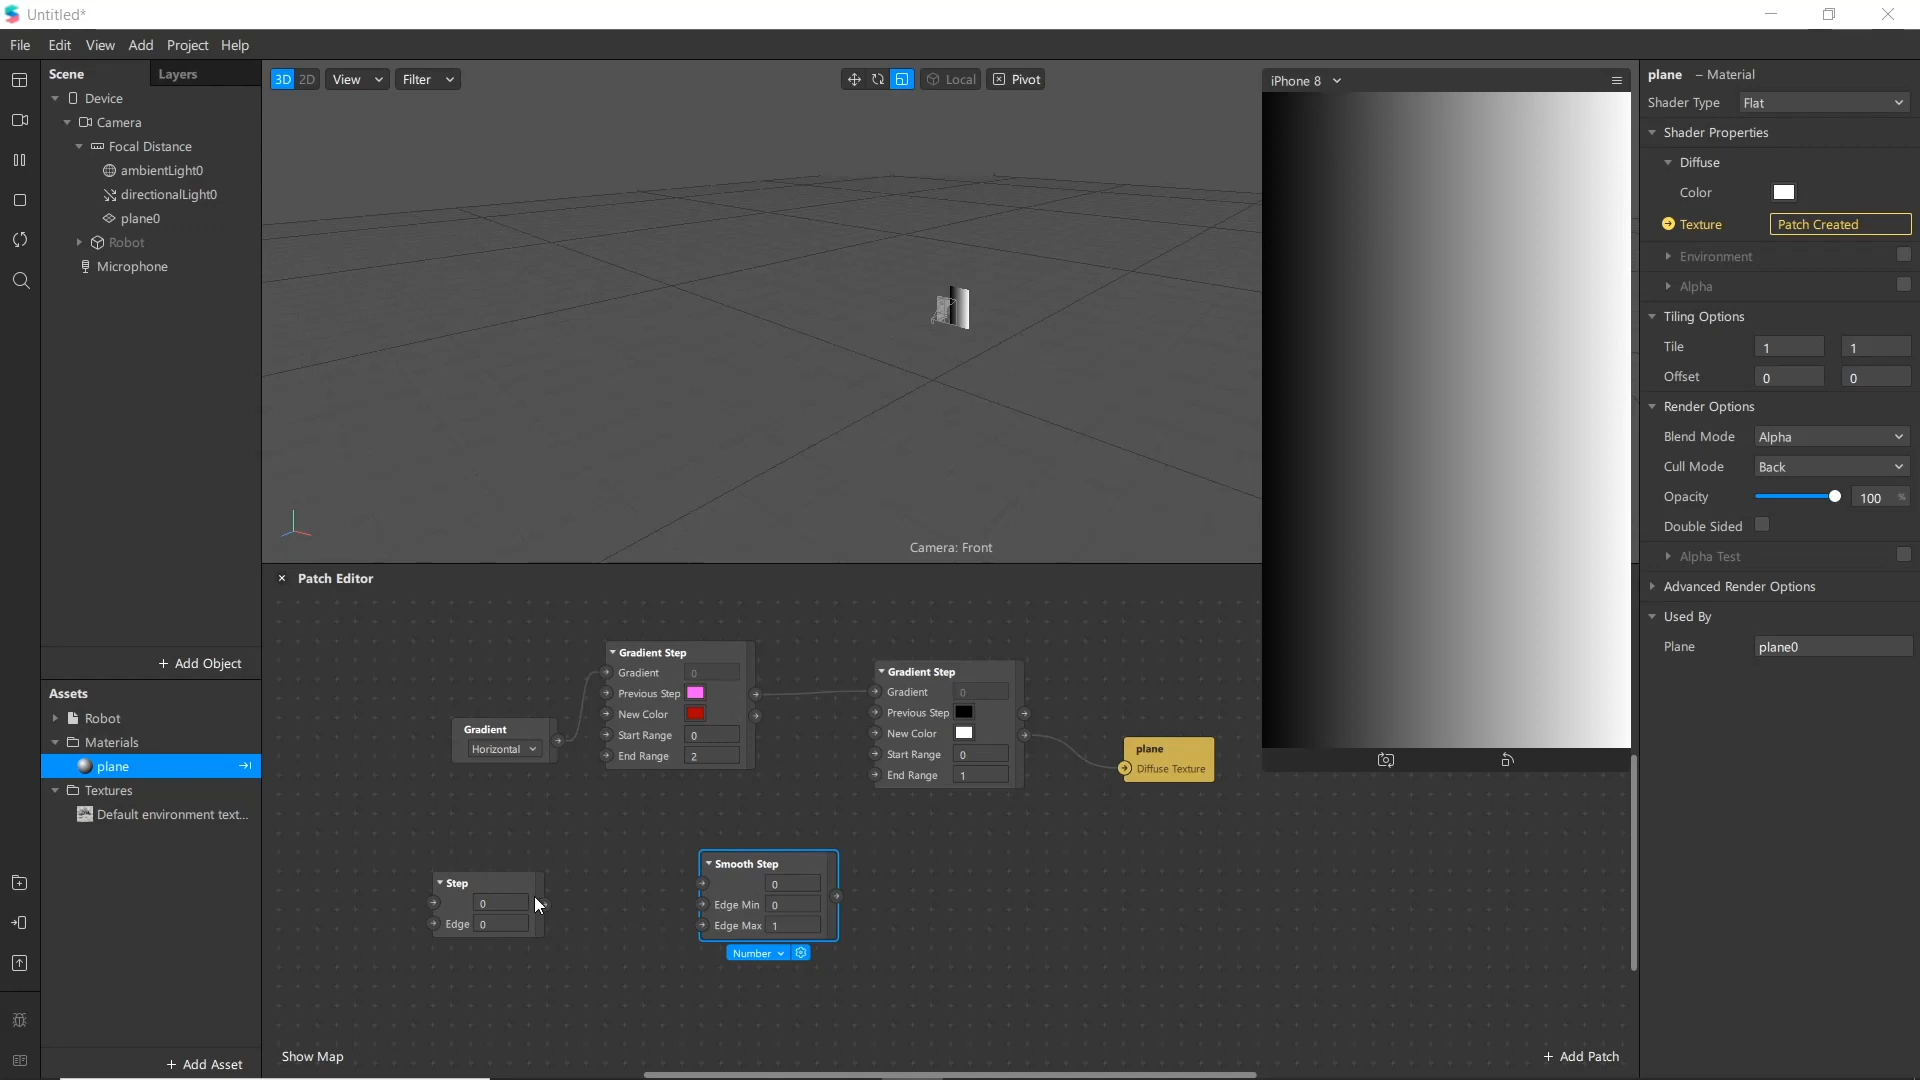 Untitled*
File Edit View Add Project Help
Scene Layers
Device
Camera
Focal Distance
ambientLight0
directionalLight0
plane0
Robot
Microphone
+ Add Object
Assets
Robot
Materials
plane
Textures
Default environment text...
+ Add Asset
3D 2D View Filter Local Pivot
Camera: Front
iPhone 8
Patch Editor
Gradient
Horizontal
Gradient Step
Gradient 0
Previous Step
New Color
Start Range 0
End Range 2
Gradient Step
Gradient 0
Previous Step
New Color
Start Range 0
End Range 1
plane
Diffuse Texture
Step
0
Edge 0
Smooth Step
0
Edge Min 0
Edge Max 1
Number
Show Map
+ Add Patch
plane – Material
Shader Type Flat
Shader Properties
Diffuse
Color
Texture Patch Created
Environment
Alpha
Tiling Options
Tile 1 1
Offset 0 0
Render Options
Blend Mode Alpha
Cull Mode Back
Opacity 100 %
Double Sided
Alpha Test
Advanced Render Options
Used By
Plane plane0